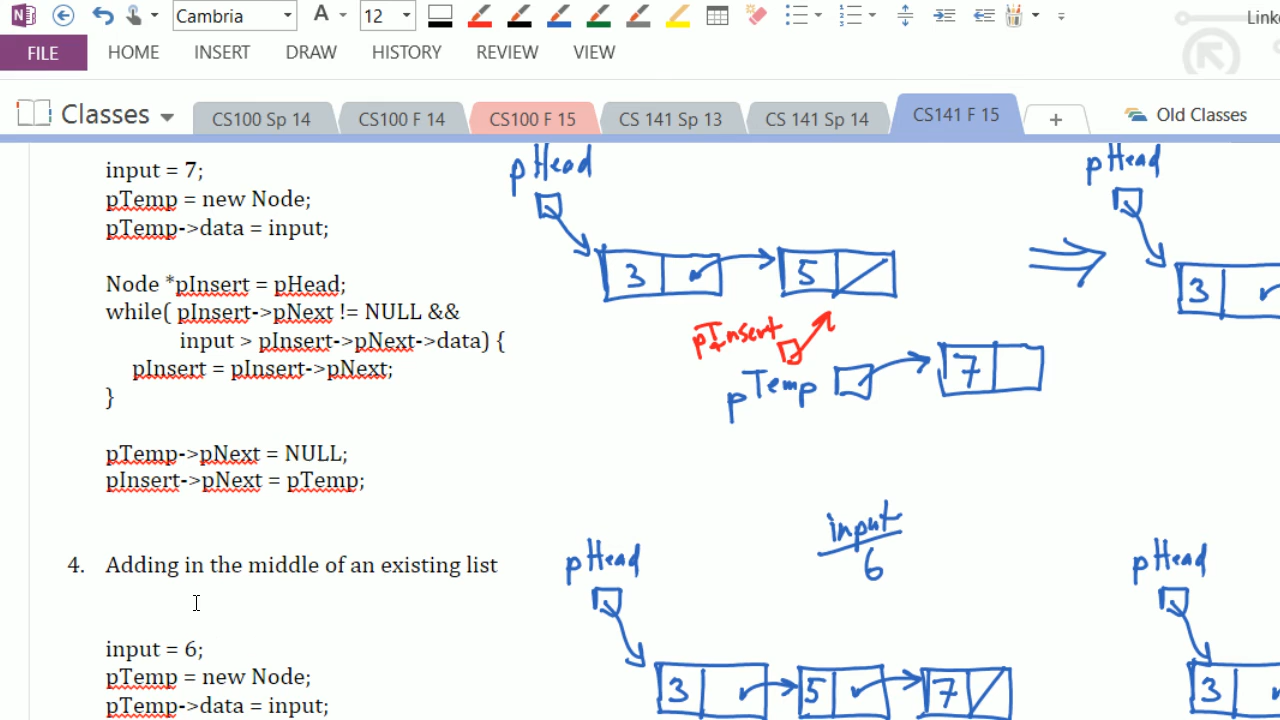 Cambria
A
12
Link
FILE
HOME
INSERT
DRAW
HISTORY
REVIEW
VIEW
Classes
CS100 Sp 14
CS100 F 14
CS100 F 15
CS 141 Sp 13
CS 141 Sp 14
CS141 F 15
+
Old Classes
input = 7;
pTemp = new Node;
pTemp->data = input;
Node *pInsert = pHead;
while( pInsert->pNext != NULL &&
input > pInsert->pNext->data) {
pInsert = pInsert->pNext;
}
pTemp->pNext = NULL;
pInsert->pNext = pTemp;
pHead
3
5
pInsert
pTemp
7
pHead
3
4. Adding in the middle of an existing list
input = 6;
pTemp = new Node;
pTemp->data = input;
input
6
pHead
3
5
7
pHead
3